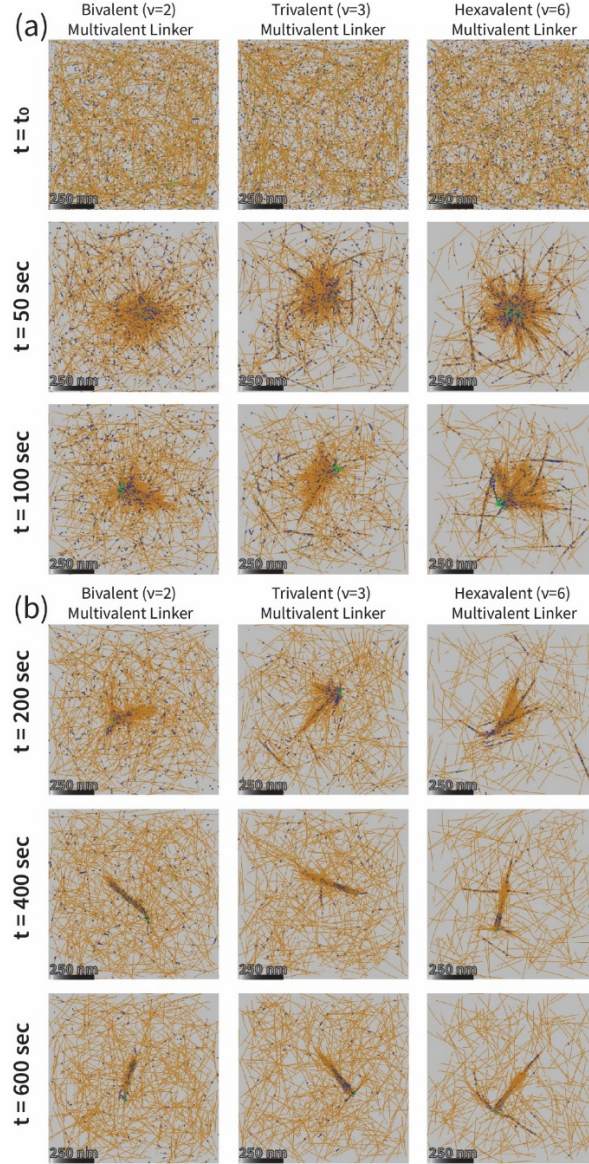 (a)
Bivalent (v=2) Trivalent (v=3) Hexavalent (v=6)
Multivalent Linker Multivalent Linker Multivalent Linker
t = t₀
250 nm 250 nm 250 nm
t = 50 sec
250 nm 250 nm 250 nm
t = 100 sec
250 nm 250 nm 250 nm
(b)
Bivalent (v=2) Trivalent (v=3) Hexavalent (v=6)
Multivalent Linker Multivalent Linker Multivalent Linker
t = 200 sec
250 nm 250 nm 250 nm
t = 400 sec
250 nm 250 nm 250 nm
t = 600 sec
250 nm 250 nm 250 nm